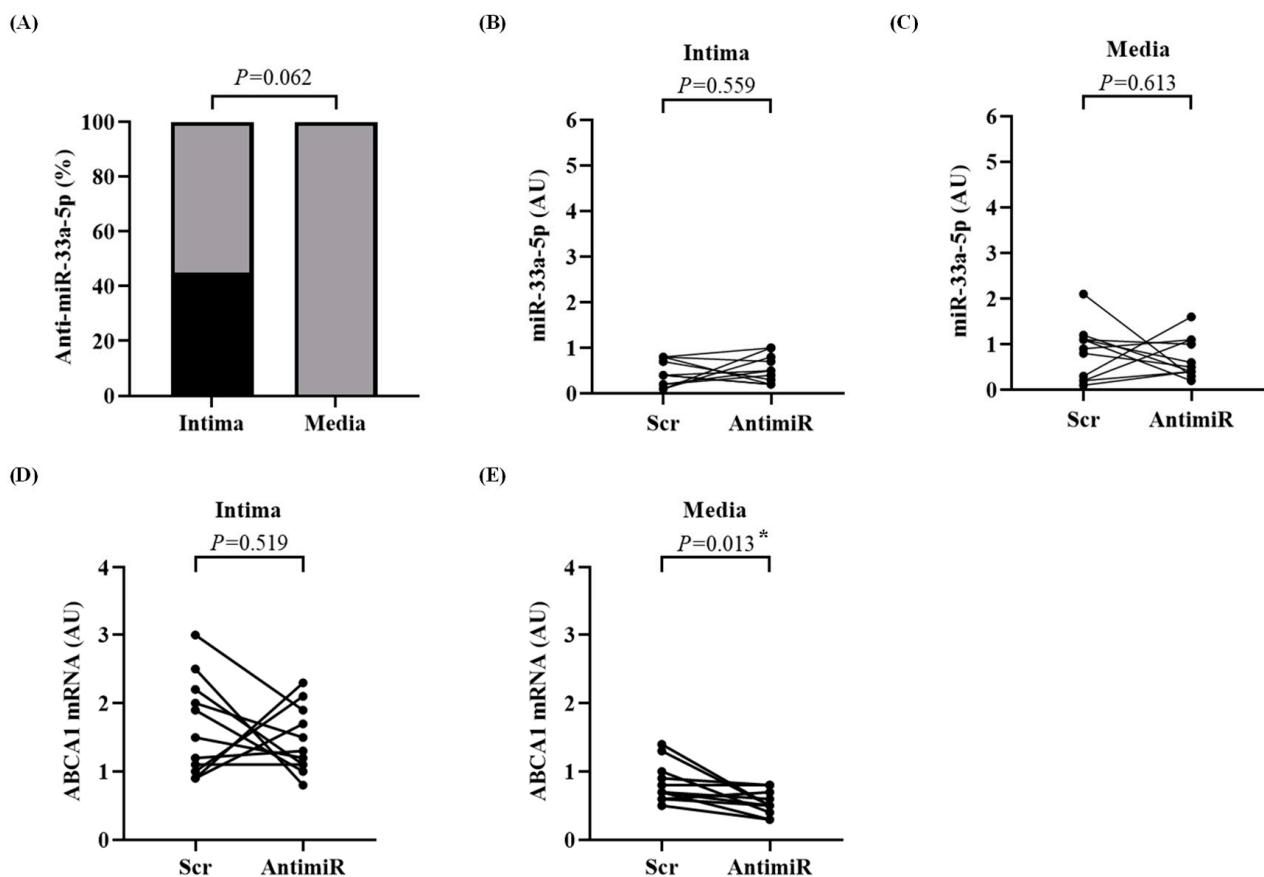 (A)
P=0.062
Anti-miR-33a-5p (%)
100
80
60
40
20
0
Intima
Media
(B)
Intima
P=0.559
miR-33a-5p (AU)
6
5
4
3
2
1
0
Scr
AntimiR
(C)
Media
P=0.613
miR-33a-5p (AU)
6
5
4
3
2
1
0
Scr
AntimiR
(D)
Intima
P=0.519
ABCA1 mRNA (AU)
4
3
2
1
0
Scr
AntimiR
(E)
Media
P=0.013*
ABCA1 mRNA (AU)
4
3
2
1
0
Scr
AntimiR